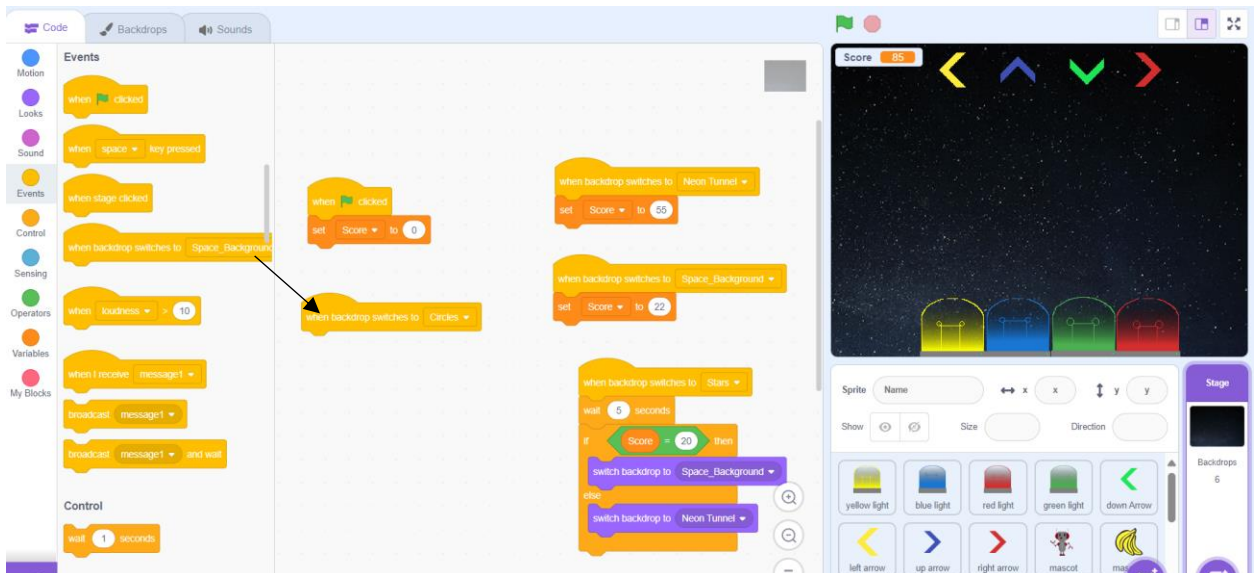 Code
Backdrops
Sounds
Motion
Looks
Sound
Events
Control
Sensing
Operators
Variables
My Blocks
Events
when clicked
when space key pressed
when stage clicked
when backdrop switches to Space_Background
when loudness > 10
when I receive message1
broadcast message1
broadcast message1 and wait
Control
wait 1 seconds
when clicked
set Score to 0
when backdrop switches to Circles
when backdrop switches to Neon Tunnel
set Score to 55
when backdrop switches to Space_Background
set Score to 22
when backdrop switches to Stars
wait 5 seconds
if Score = 20 then
switch backdrop to Space_Background
else
switch backdrop to Neon Tunnel
Score 85
Sprite Name x x y y
Show Size Direction
Stage
Backdrops
6
yellow light
blue light
red light
green light
down Arrow
left arrow
up arrow
right arrow
mascot